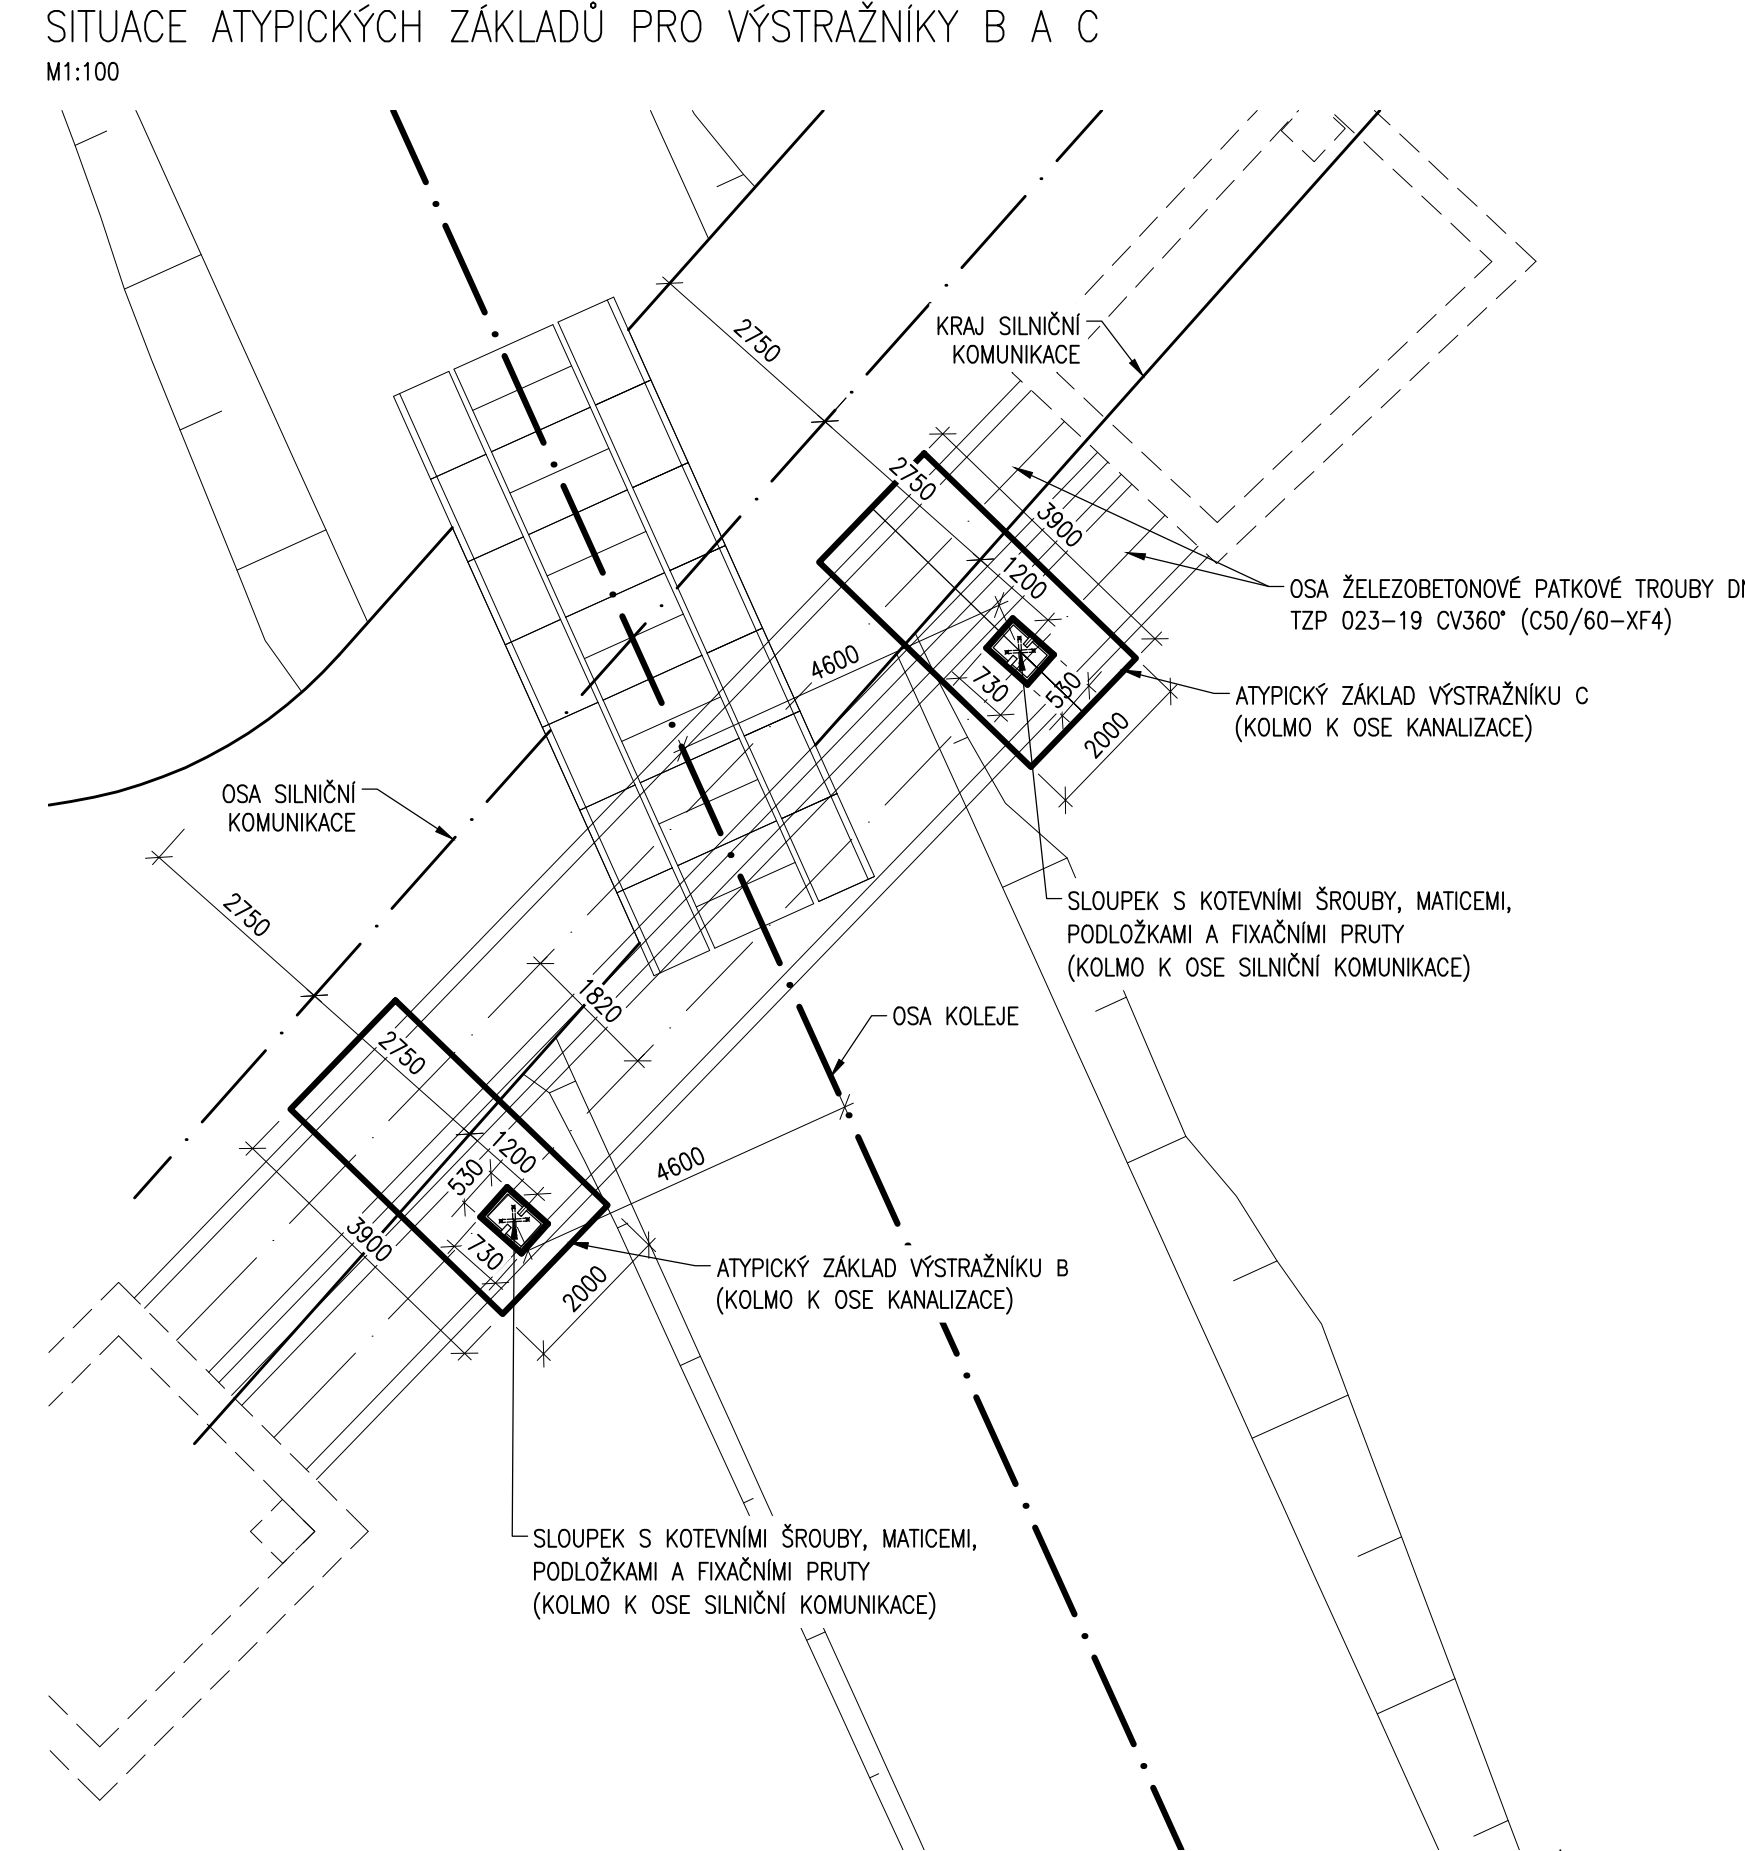 SITUACE ATYPICKÝCH ZÁKLADŮ PRO VÝSTRAŽNÍKY B A C
M1:100
2750
KRAJ SILNIČNÍ
KOMUNIKACE
2750
3900
1200
OSA ŽELEZOBETONOVÉ PATKOVÉ TROUBY
TZP 023-19 CV360° (C50/60-XF4)
4600
730
530
2000
ATYPICKÝ ZÁKLAD VÝSTRAŽNÍKU C
(KOLMO K OSE KANALIZACE)
OSA SILNIČNÍ
KOMUNIKACE
2750
SLOUPEK S KOTEVNÍMI ŠROUBY, MATICEMI,
PODLOŽKAMI A FIXAČNÍMI PRUTY
(KOLMO K OSE SILNIČNÍ KOMUNIKACE)
1820
OSA KOLEJE
2750
1200
530
4600
3900
730
2000
ATYPICKÝ ZÁKLAD VÝSTRAŽNÍKU B
(KOLMO K OSE KANALIZACE)
SLOUPEK S KOTEVNÍMI ŠROUBY, MATICEMI,
PODLOŽKAMI A FIXAČNÍMI PRUTY
(KOLMO K OSE SILNIČNÍ KOMUNIKACE)